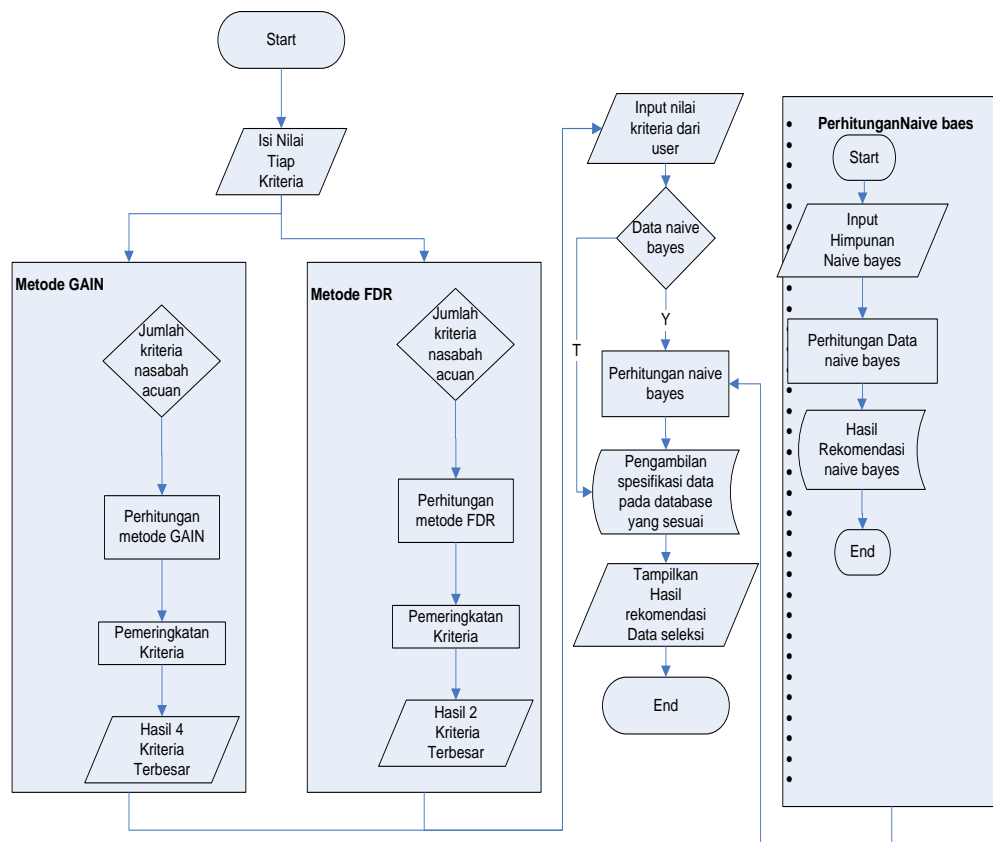 Start
Isi Nilai
Tiap
Kriteria
Metode GAIN
Jumlah
kriteria
nasabah
acuan
Perhitungan
metode GAIN
Pemeringkatan
Kriteria
Hasil 4
Kriteria
Terbesar
Metode FDR
Jumlah
kriteria
nasabah
acuan
Perhitungan
metode FDR
Pemeringkatan
Kriteria
Hasil 2
Kriteria
Terbesar
Input nilai
kriteria dari
user
Data naive
bayes
Y
T
Perhitungan naive
bayes
Pengambilan
spesifikasi data
pada database
yang sesuai
Tampilkan
Hasil
rekomendasi
Data seleksi
End
PerhitunganNaive baes
Start
Input
Himpunan
Naive bayes
Perhitungan Data
naive bayes
Hasil
Rekomendasi
naive bayes
End